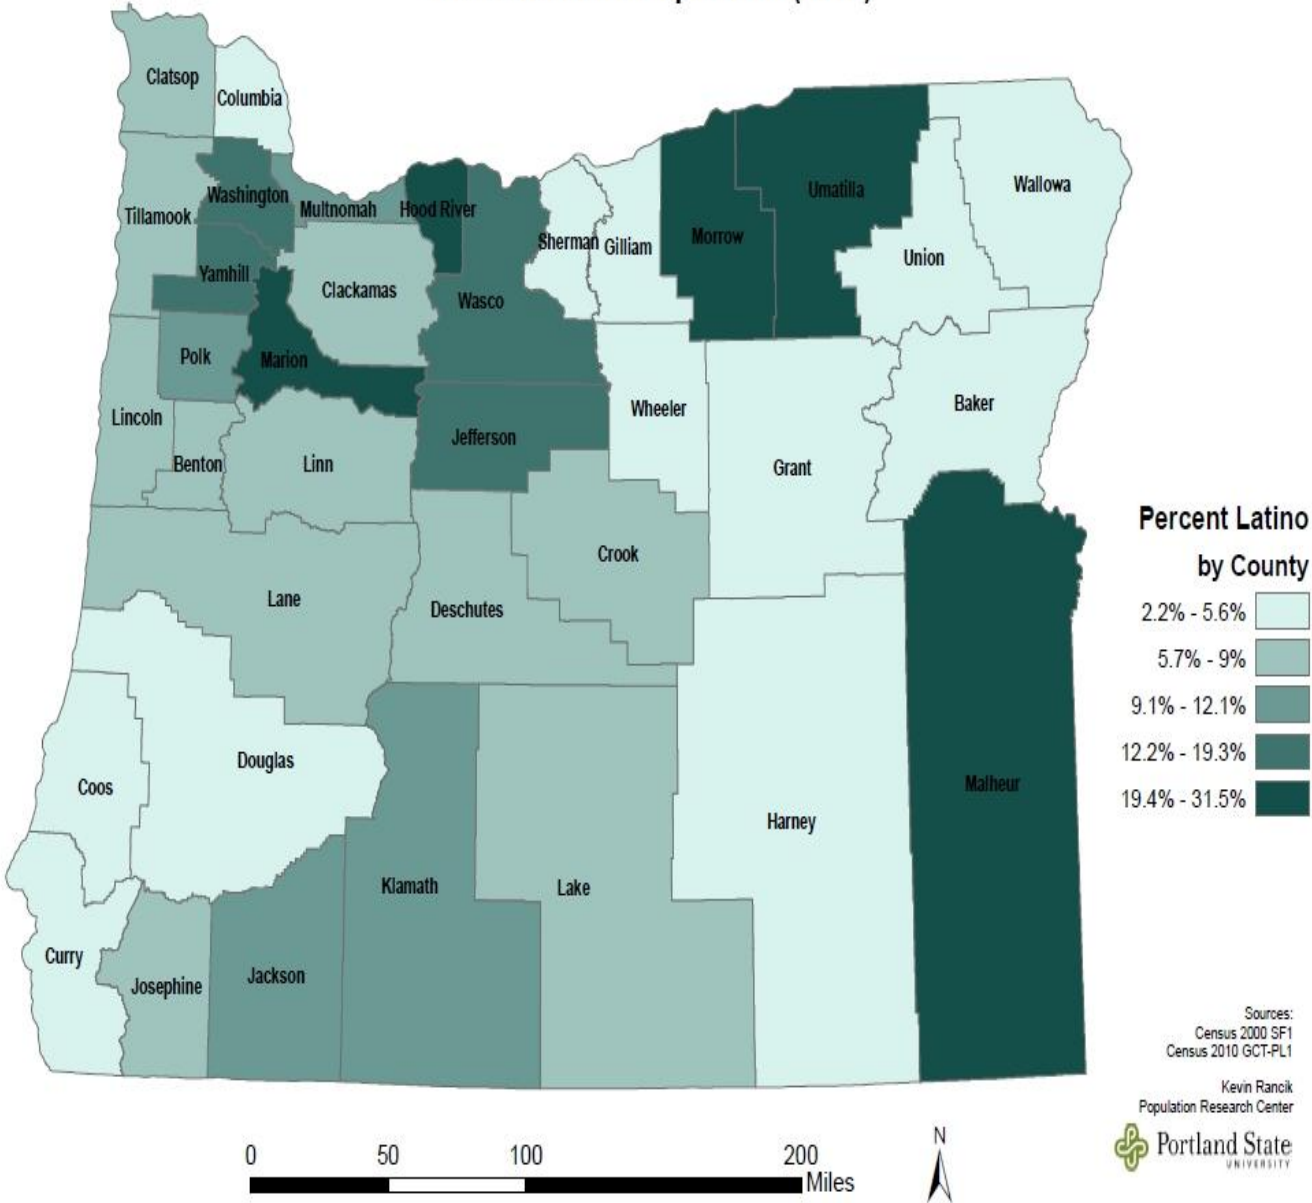 Clatsop
Columbia
Washington
Tillamook
Multnomah
Hood River
Yamhill
Clackamas
Wasco
Sherman
Gilliam
Morrow
Umatilla
Union
Wallowa
Polk
Marion
Lincoln
Benton
Linn
Jefferson
Wheeler
Grant
Baker
Lane
Deschutes
Crook
Coos
Douglas
Curry
Josephine
Jackson
Klamath
Lake
Harney
Malheur
Percent Latino
by County
2.2% - 5.6%
5.7% - 9%
9.1% - 12.1%
12.2% - 19.3%
19.4% - 31.5%
Sources:
Census 2000 SF1
Census 2010 GCT-PL1
Kevin Rancik
Population Research Center
Portland State
UNIVERSITY
0 50 100 200
Miles
N